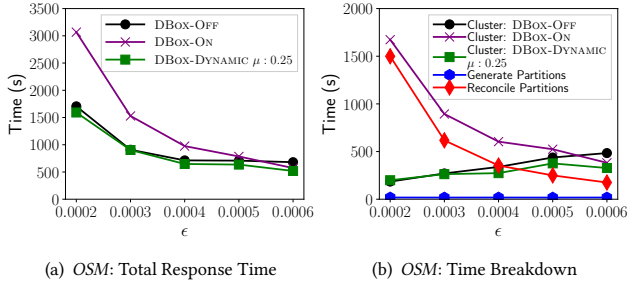 3500
3000
2500
2000
1500
1000
500
0
Time (s)
DBox-Off
DBox-On
DBox-Dynamic μ : 0.25
0.0002 0.0003 0.0004 0.0005 0.0006
ϵ
(a) OSM: Total Response Time
2000
1500
1000
500
0
Time (s)
Cluster: DBox-Off
Cluster: DBox-On
Cluster: DBox-Dynamic
μ : 0.25
Generate Partitions
Reconcile Partitions
0.0002 0.0003 0.0004 0.0005 0.0006
ϵ
(b) OSM: Time Breakdown